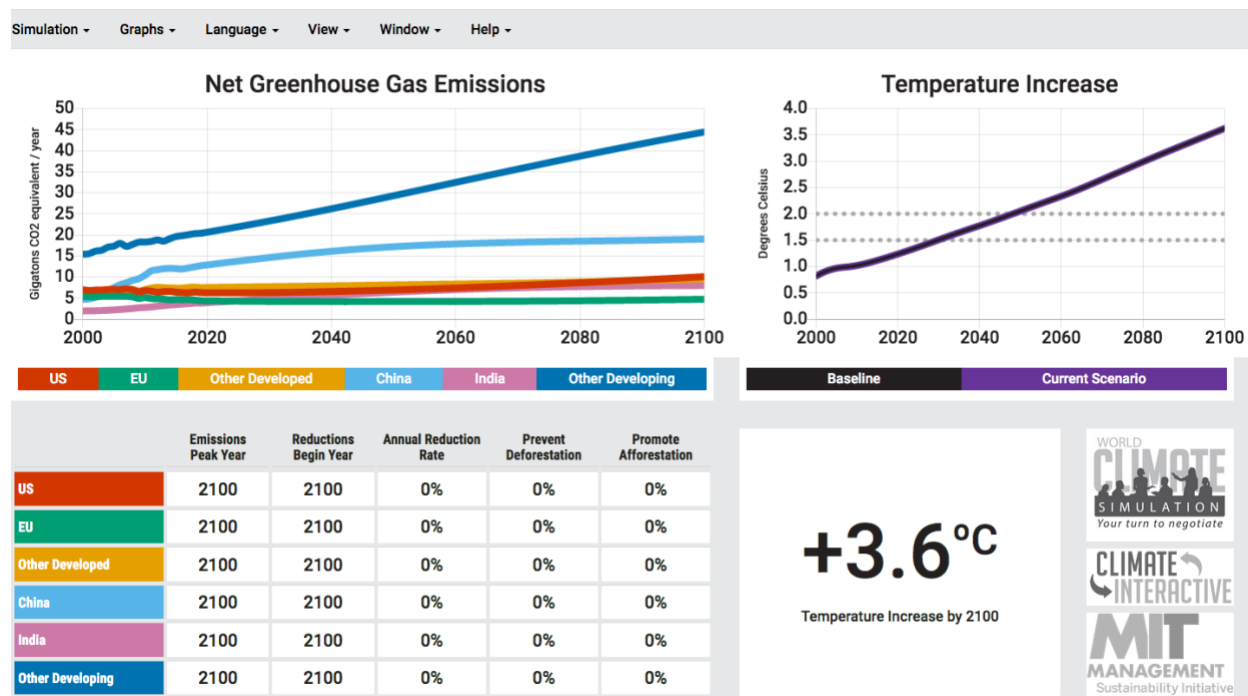 Simulation Graphs Language View Window Help
Net Greenhouse Gas Emissions
Gigatons CO2 equivalent / year
50
45
40
35
30
25
20
15
10
5
0
2000 2020 2040 2060 2080 2100
US EU Other Developed China India Other Developing
Temperature Increase
Degrees Celsius
4.0
3.5
3.0
2.5
2.0
1.5
1.0
0.5
0.0
2000 2020 2040 2060 2080 2100
Baseline Current Scenario
Emissions Peak Year Reductions Begin Year Annual Reduction Rate Prevent Deforestation Promote Afforestation
US 2100 2100 0% 0% 0%
EU 2100 2100 0% 0% 0%
Other Developed 2100 2100 0% 0% 0%
China 2100 2100 0% 0% 0%
India 2100 2100 0% 0% 0%
Other Developing 2100 2100 0% 0% 0%
+3.6°C
Temperature Increase by 2100
WORLD
CLIMATE
SIMULATION
Your turn to negotiate
CLIMATE
INTERACTIVE
MIT
MANAGEMENT
Sustainability Initiative